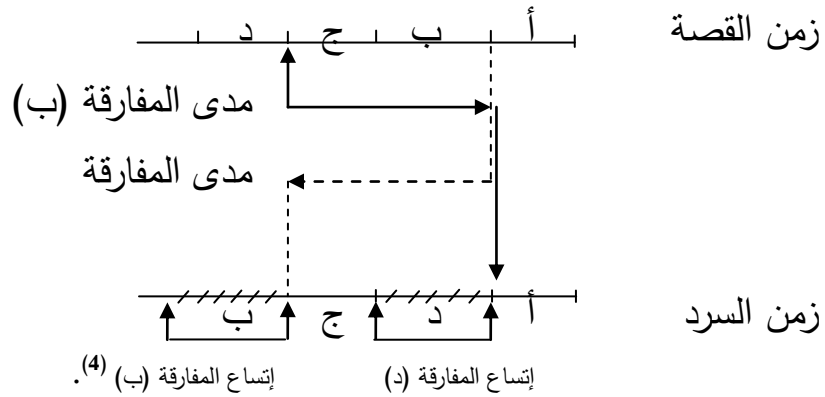 زمن القصة أ ب ج د
مدى المفارقة (ب)
مدى المفارقة
زمن السرد أ د ج ب
إتساع المفارقة (د) إتساع المفارقة (ب) (4).